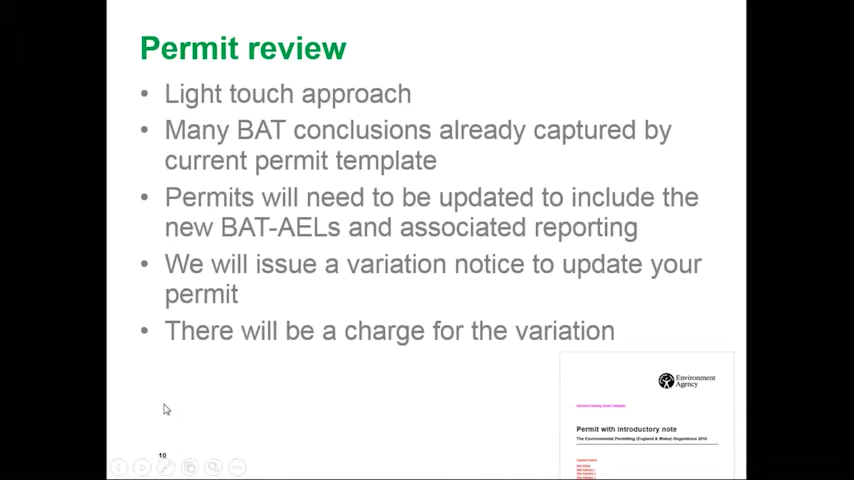 Permit review
• Light touch approach
• Many BAT conclusions already captured by
current permit template
• Permits will need to be updated to include the
new BAT-AELs and associated reporting
• We will issue a variation notice to update your
permit
• There will be a charge for the variation
Environment
Agency
Permit with introductory note
The Environmental Permitting (England & Wales) Regulations 2016
10